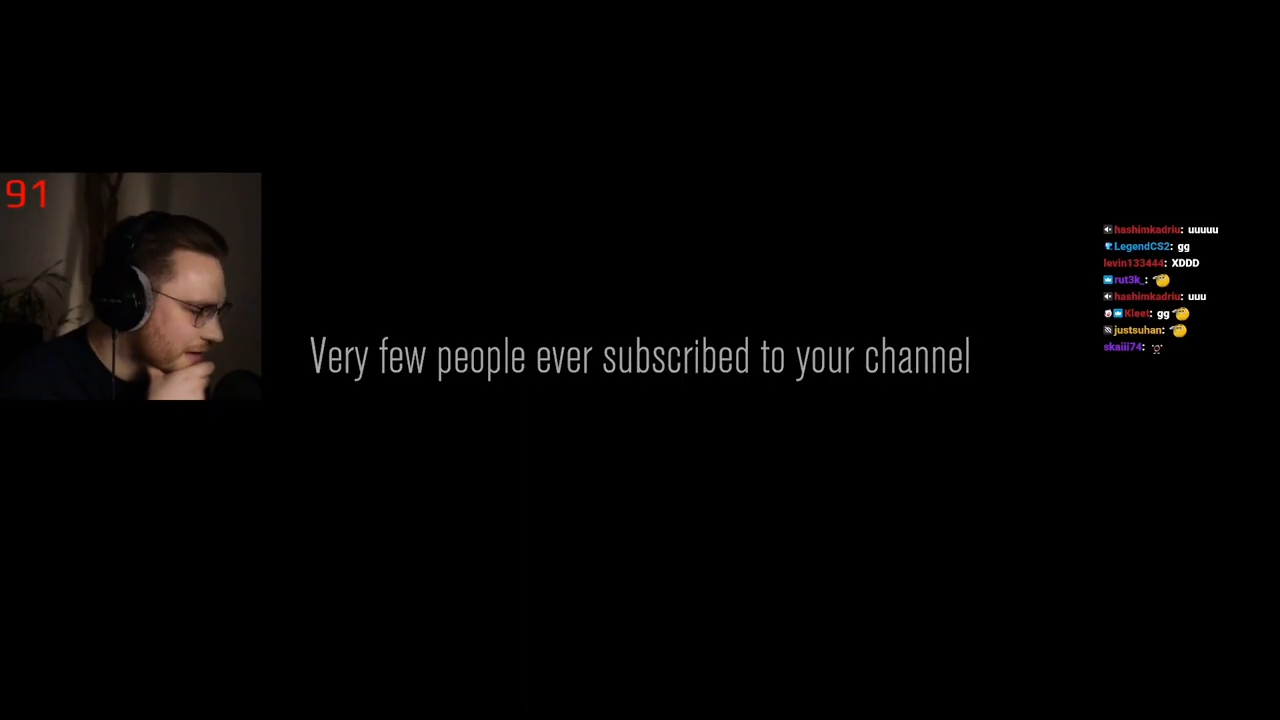 91
Very few people ever subscribed to your channel
hashimkadriu: uuuuu
LegendCS2: gg
levin133444: XDDD
rut3k_:
hashimkadriu: uuu
Kleet: gg
justsuhan:
skaiii74: